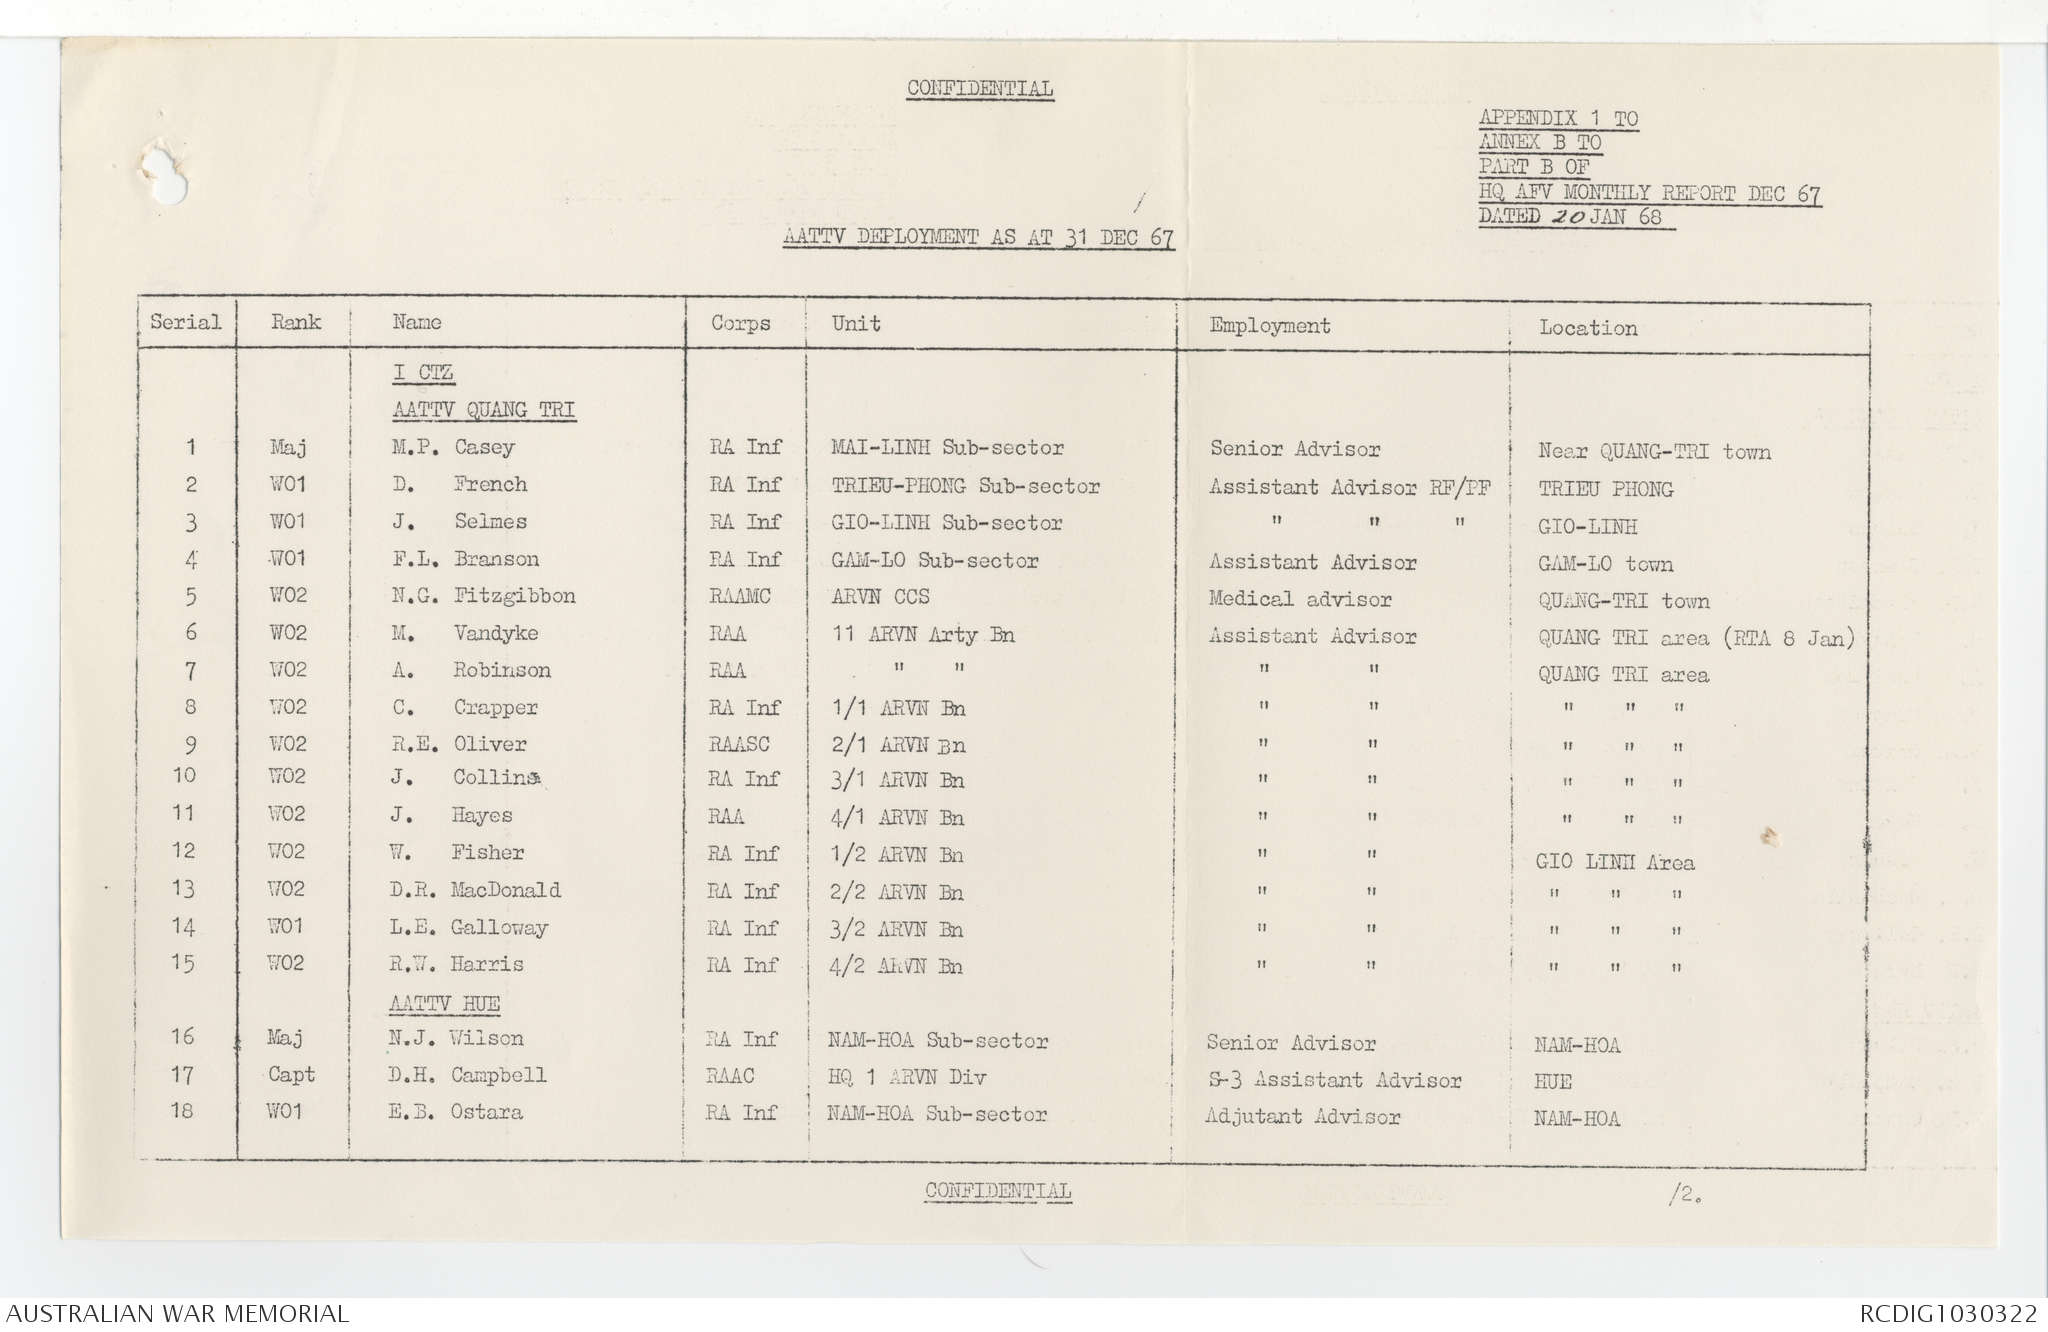 CONFIDENTIAL
APPENDIX 1 TO
ANNEX B TO
PART B OF
HQ AFV MONTHLY REPORT DEC 67
DATED 20 JAN 68
/
AATTV DEPLOYMENT AS AT 31 DEC 67
Serial Rank Name Corps Unit Employment Location
I CTZ
AATTV QUANG TRI
1 Maj M.P. Casey RA Inf MAI-LINH Sub-sector Senior Advisor Near QUANG-TRI town
2 WO1 D. French RA Inf TRIEU-PHONG Sub-sector Assistant Advisor RF/PF TRIEU PHONG
3 WO1 J. Selmes RA Inf GIO-LINH Sub-sector " " " GIO-LINH
4 WO1 F.L. Branson RA Inf GAM-LO Sub-sector Assistant Advisor GAM-LO town
5 WO2 N.G. Fitzgibbon RAAMC ARVN CCS Medical advisor QUANG-TRI town
6 WO2 M. Vandyke RAA 11 ARVN Arty Bn Assistant Advisor QUANG TRI area (RTA 8 Jan)
7 WO2 A. Robinson RAA " " " " QUANG TRI area
8 WO2 C. Crapper RA Inf 1/1 ARVN Bn " " " " "
9 WO2 R.E. Oliver RAASC 2/1 ARVN Bn " " " " "
10 WO2 J. Collins RA Inf 3/1 ARVN Bn " " " " "
11 WO2 J. Hayes RAA 4/1 ARVN Bn " " " " "
12 WO2 W. Fisher RA Inf 1/2 ARVN Bn " " GIO LINH Area
13 WO2 D.R. MacDonald RA Inf 2/2 ARVN Bn " " " " "
14 WO1 L.E. Galloway RA Inf 3/2 ARVN Bn " " " " "
15 WO2 R.W. Harris RA Inf 4/2 ARVN Bn " " " " "
AATTV HUE
16 Maj N.J. Wilson RA Inf NAM-HOA Sub-sector Senior Advisor NAM-HOA
17 Capt D.H. Campbell RAAC HQ 1 ARVN Div S-3 Assistant Advisor HUE
18 WO1 E.B. Ostara RA Inf NAM-HOA Sub-sector Adjutant Advisor NAM-HOA
CONFIDENTIAL
/2.
AUSTRALIAN WAR MEMORIAL
RCDIG1030322